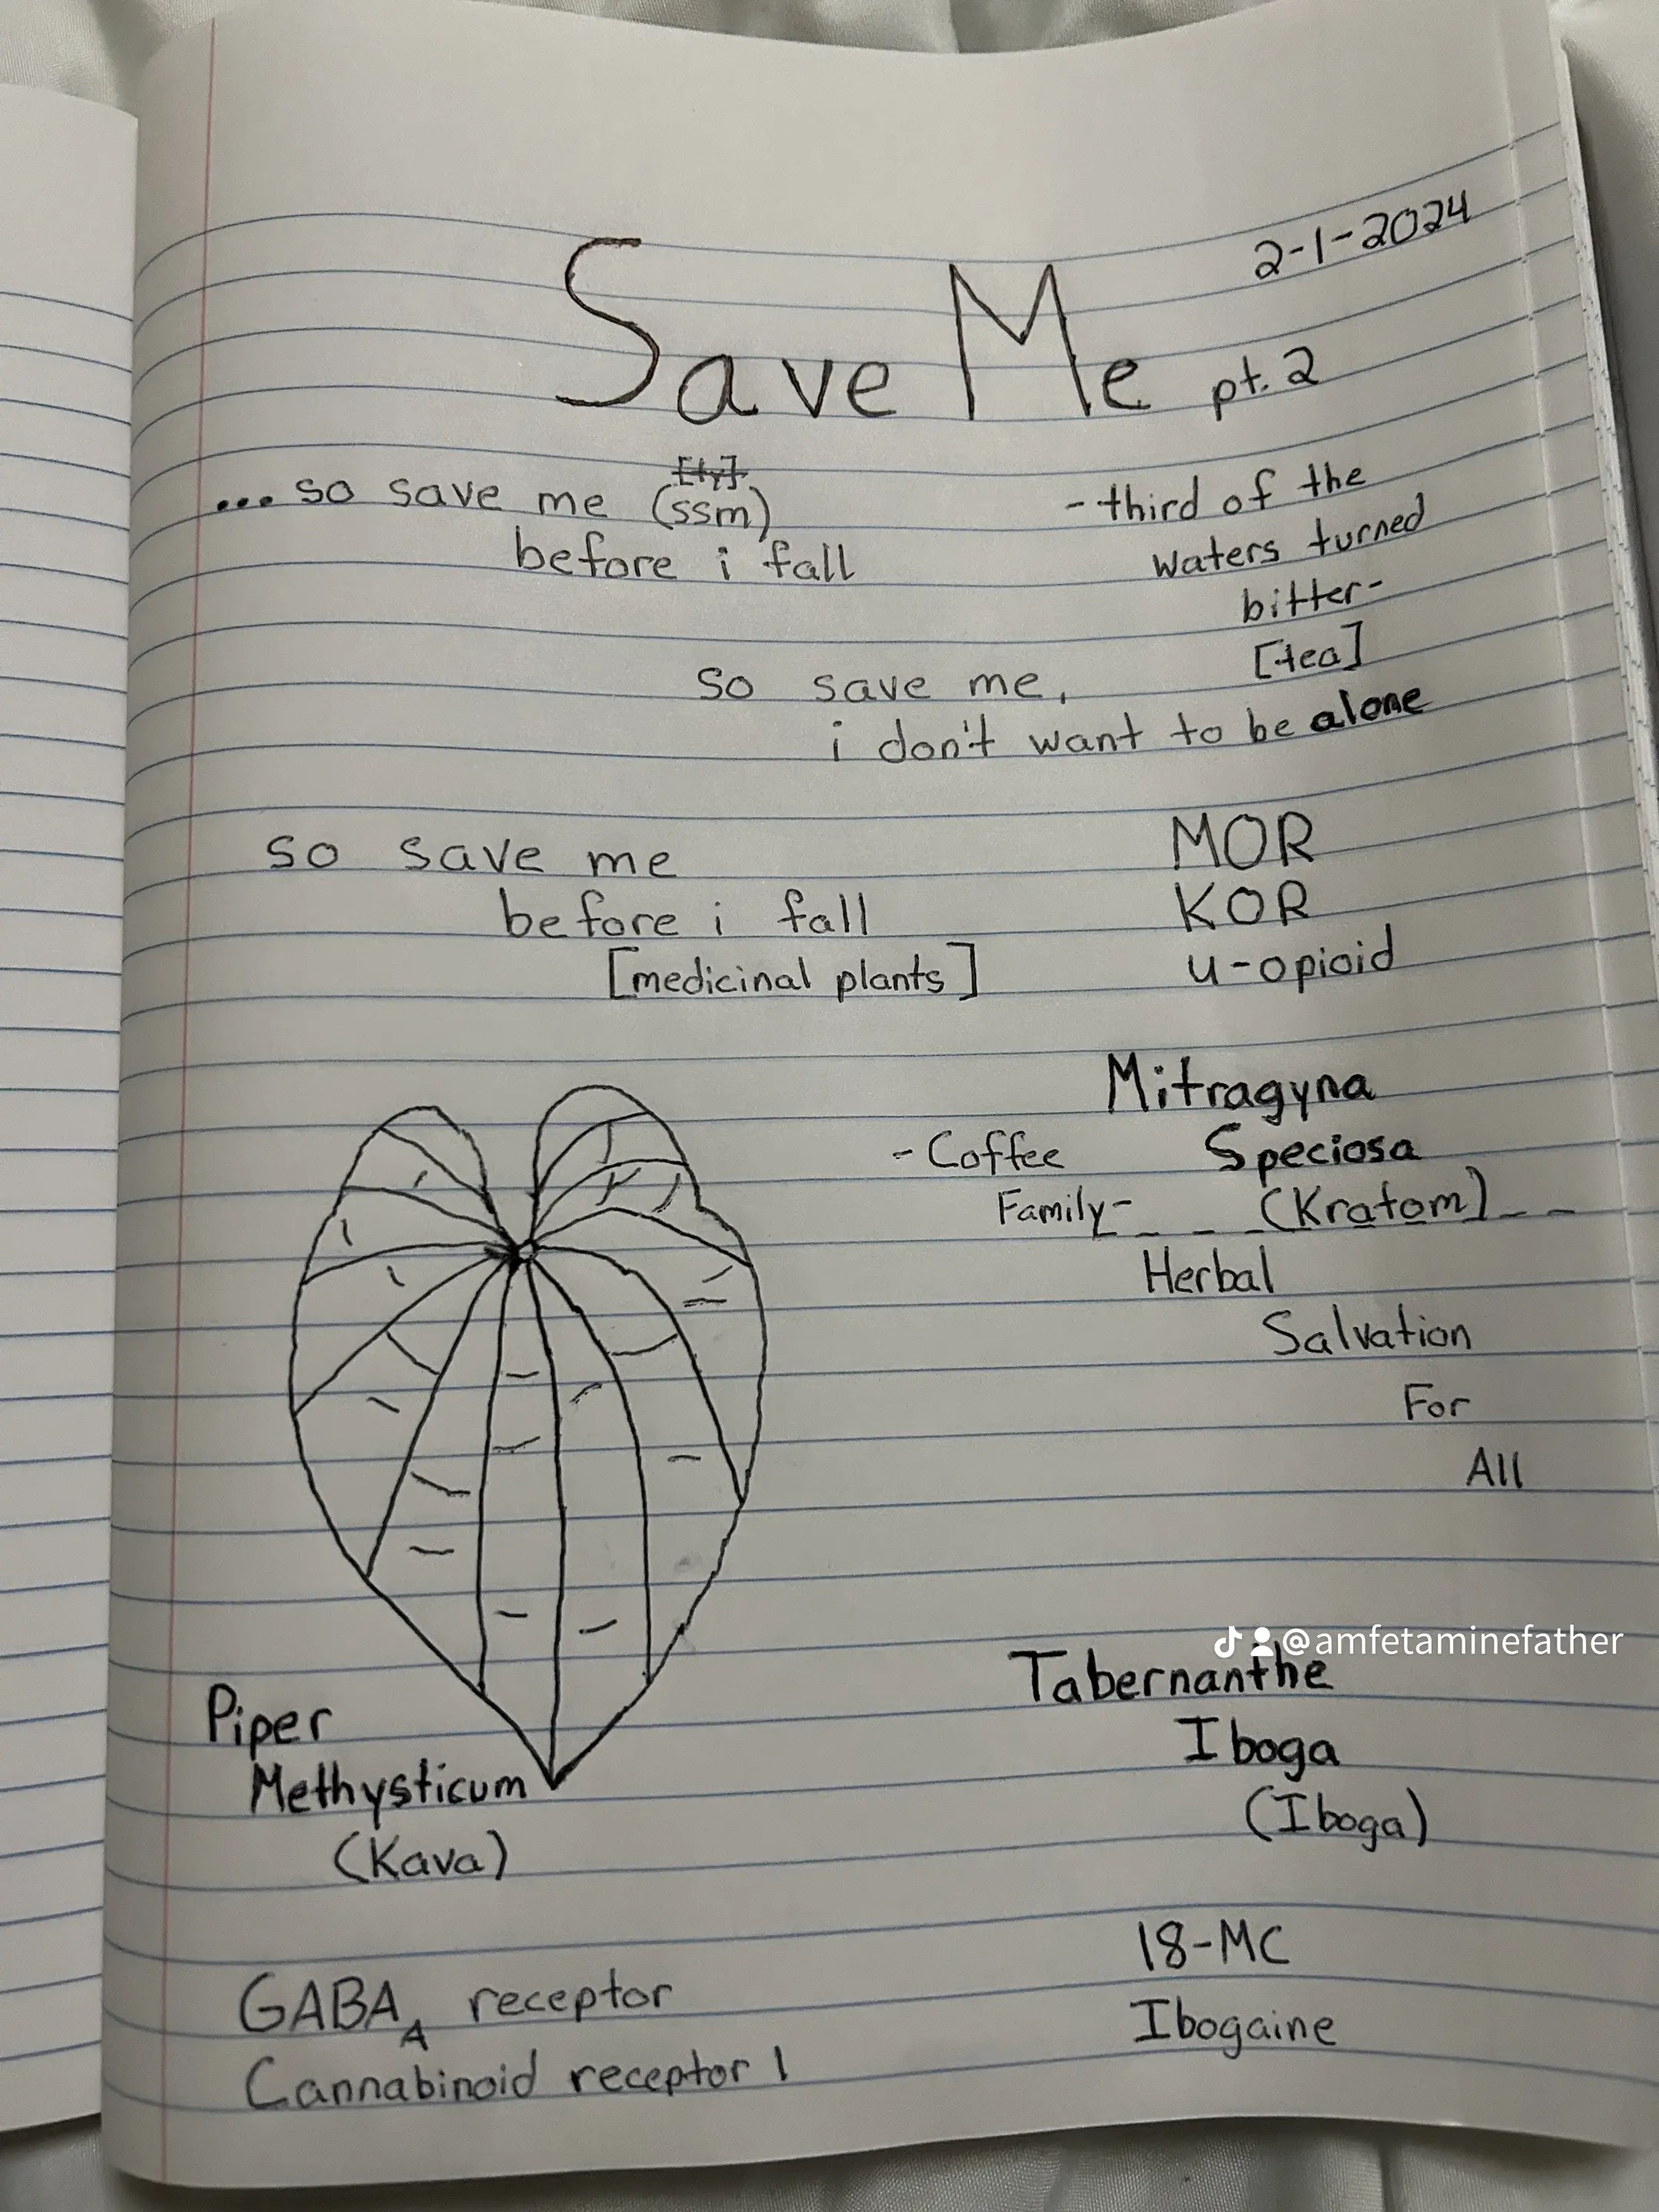 2-1-2024
Save Me pt. 2
[ty]
...so save me (ssm)
before i fall
-third of the
waters turned
bitter-
[tea]
so save me,
i don't want to be alone
so save me
before i fall
[medicinal plants]
MOR
KOR
u-opioid
Mitragyna
Speciosa
-Coffee
Family-
(Kratom)
Herbal
Salvation
For
All
@amfetaminefather
Piper
Methysticum
(Kava)
Tabernanthe
Iboga
(Iboga)
GABA A receptor
Cannabinoid receptor 1
18-MC
Ibogaine